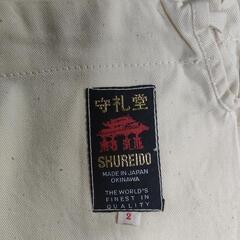 守礼堂
SHUREIDO
MADE IN JAPAN
OKINAWA
THE WORLD'S
FINEST IN
QUALITY
2